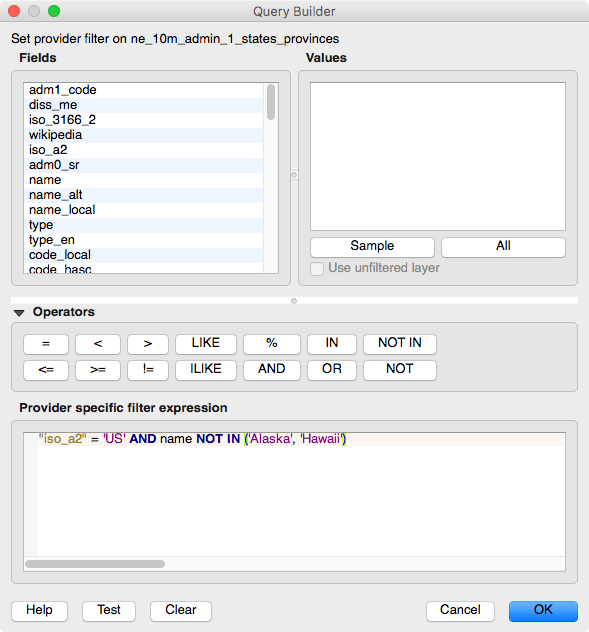 Query Builder
Set provider filter on ne_10m_admin_1_states_provinces
Fields
Values
adm1_code
diss_me
iso_3166_2
wikipedia
iso_a2
adm0_sr
name
name_alt
name_local
type
type_en
code_local
code_hasc
Sample
All
Use unfiltered layer
Operators
= < > LIKE % IN NOT IN
<= >= != ILIKE AND OR NOT
Provider specific filter expression
"iso_a2" = 'US' AND name NOT IN ('Alaska', 'Hawaii')
Help Test Clear Cancel OK